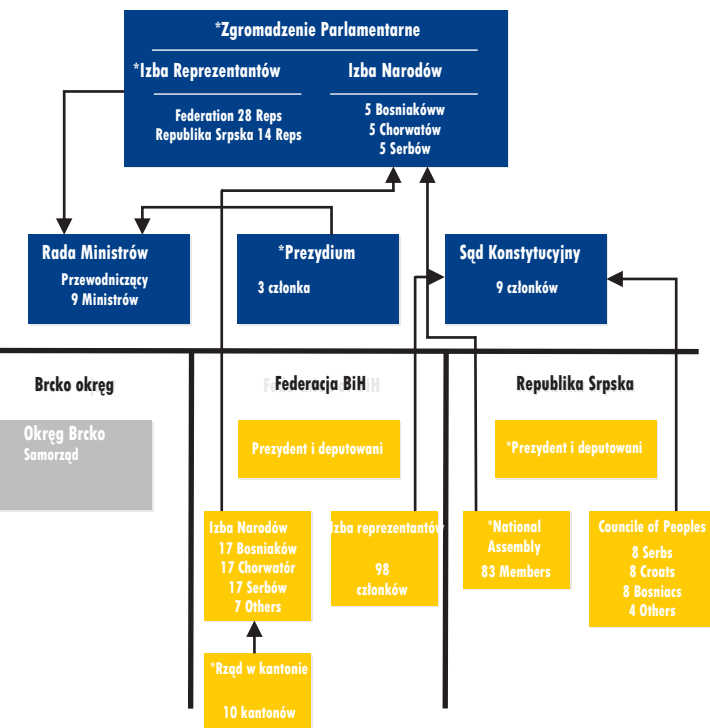 *Zgromadzenie Parlamentarne
*Izba Reprezentantów
Federation 28 Reps
Republika Srpska 14 Reps
Izba Narodów
5 Bosniakóww
5 Chorwatów
5 Serbów
Rada Ministrów
Przewodniczący
9 Ministrów
*Prezydium
3 członka
Sąd Konstytucyjny
9 członków
Brcko okręg
Federacja BiH
Republika Srpska
Okręg Brcko
Samorząd
Prezydent i deputowani
*Prezydent i deputowani
Izba Narodów
17 Bosniaków
17 Chorwatór
17 Serbów
7 Others
Izba reprezentantów
98
członków
*National
Assembly
83 Members
Councile of Peoples
8 Serbs
8 Croats
8 Bosniacs
4 Others
*Rząd w kantonie
10 kantonów